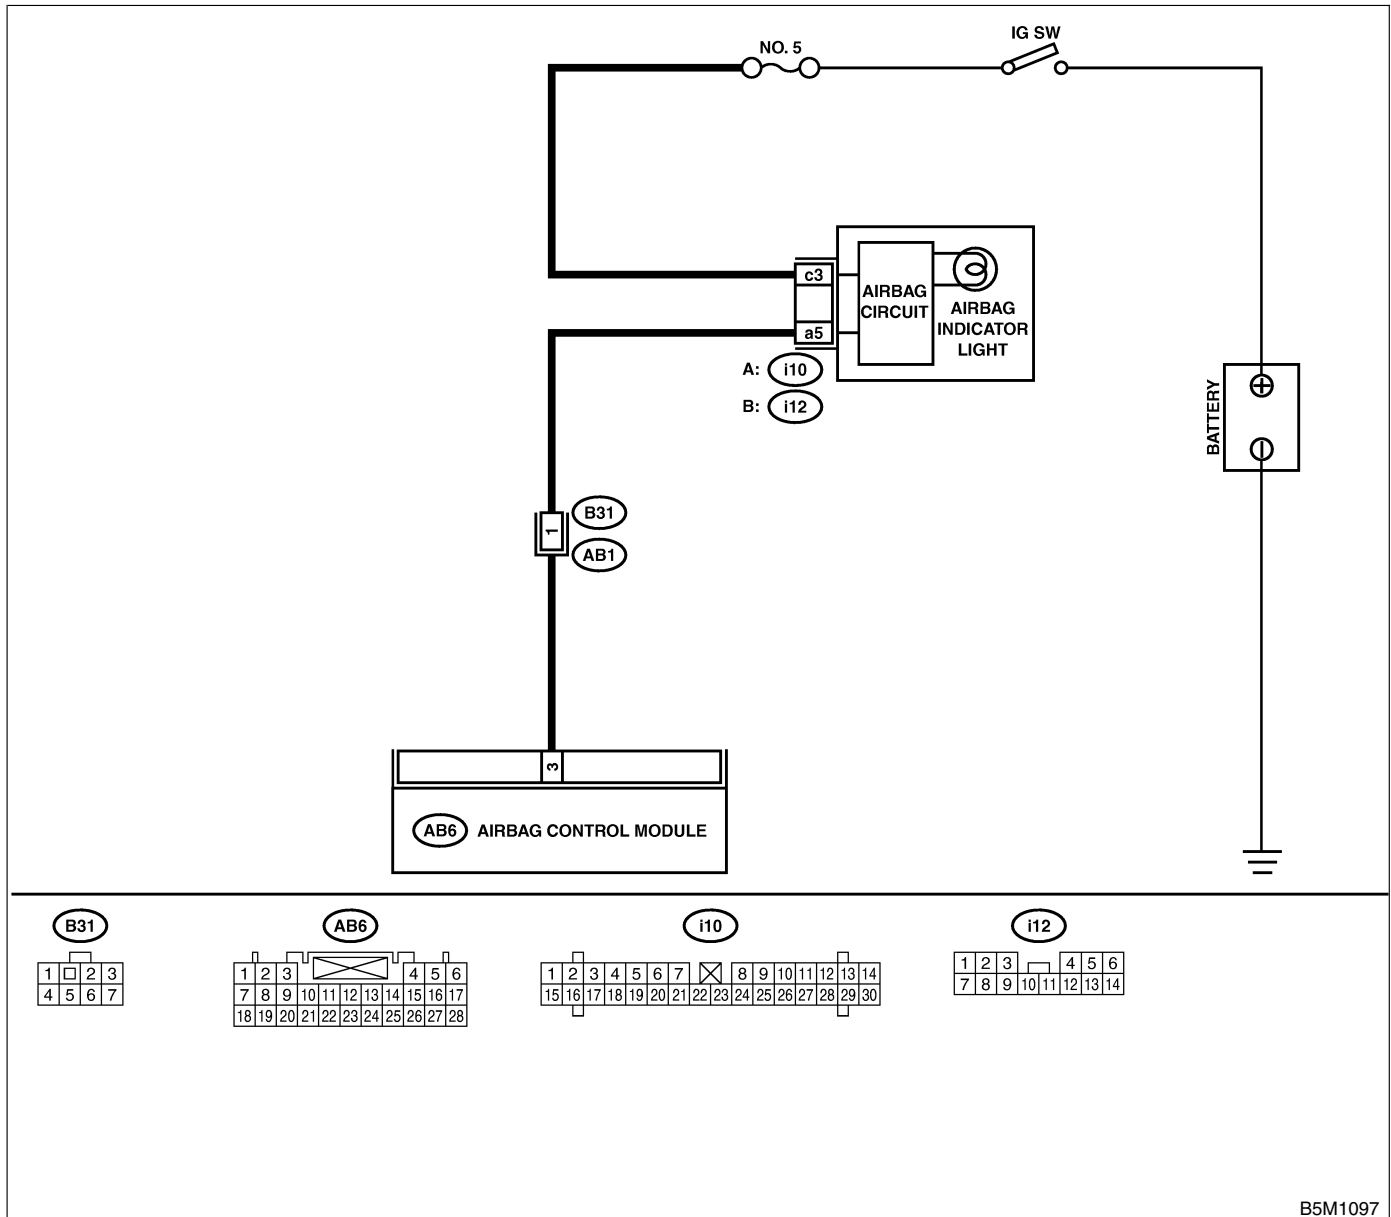 NO. 5
IG SW
c3
a5
AIRBAG
CIRCUIT
AIRBAG
INDICATOR
LIGHT
A: i10
B: i12
BATTERY
B31
1
AB1
3
AB6 AIRBAG CONTROL MODULE
B31
1 2 3
4 5 6 7
AB6
1 2 3 4 5 6
7 8 9 10 11 12 13 14 15 16 17
18 19 20 21 22 23 24 25 26 27 28
i10
1 2 3 4 5 6 7 8 9 10 11 12 13 14
15 16 17 18 19 20 21 22 23 24 25 26 27 28 29 30
i12
1 2 3 4 5 6
7 8 9 10 11 12 13 14
B5M1097